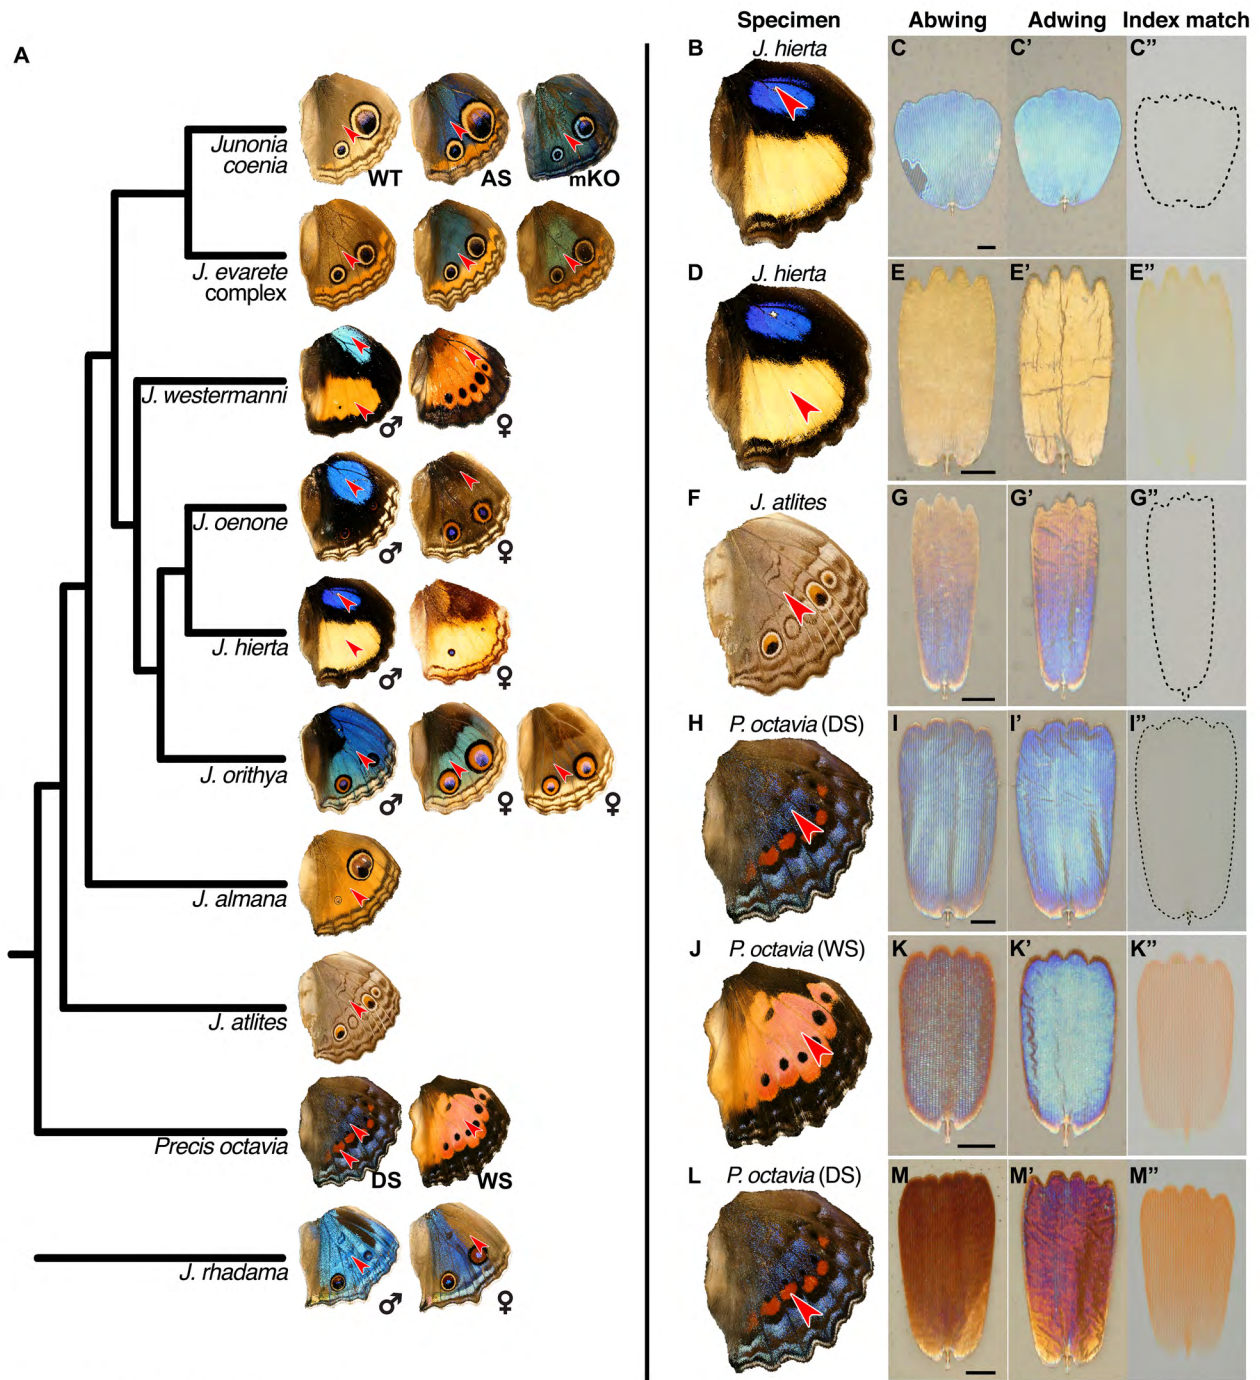 A
Junonia
coenia
WT
AS
mKO
J. evarete
complex
J. westermanni
♂
♀
J. oenone
♂
♀
J. hierta
♂
♀
J. orithya
♂
♀
♀
J. almana
J. atlites
Precis octavia
DS
WS
J. rhadama
♂
♀
Specimen
Abwing
Adwing
Index match
B
J. hierta
C
C'
C"
D
J. hierta
E
E'
E"
F
J. atlites
G
G'
G"
H
P. octavia (DS)
I
I'
I"
J
P. octavia (WS)
K
K'
K"
L
P. octavia (DS)
M
M'
M"